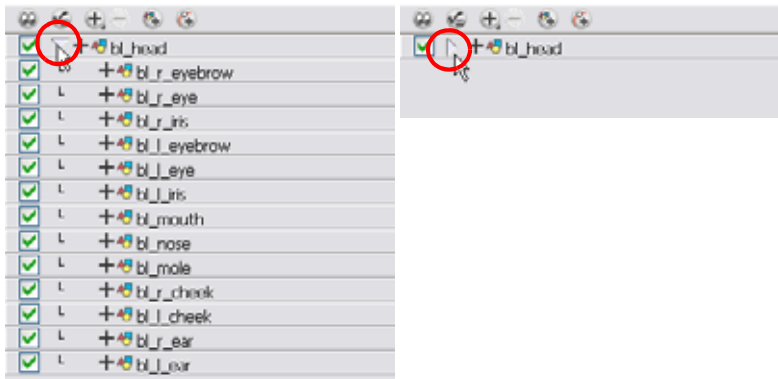 bl_head
bl_r_eyebrow
bl_r_eye
bl_r_iris
bl_l_eyebrow
bl_l_eye
bl_l_iris
bl_mouth
bl_nose
bl_mole
bl_r_cheek
bl_l_cheek
bl_r_ear
bl_l_ear
bl_head